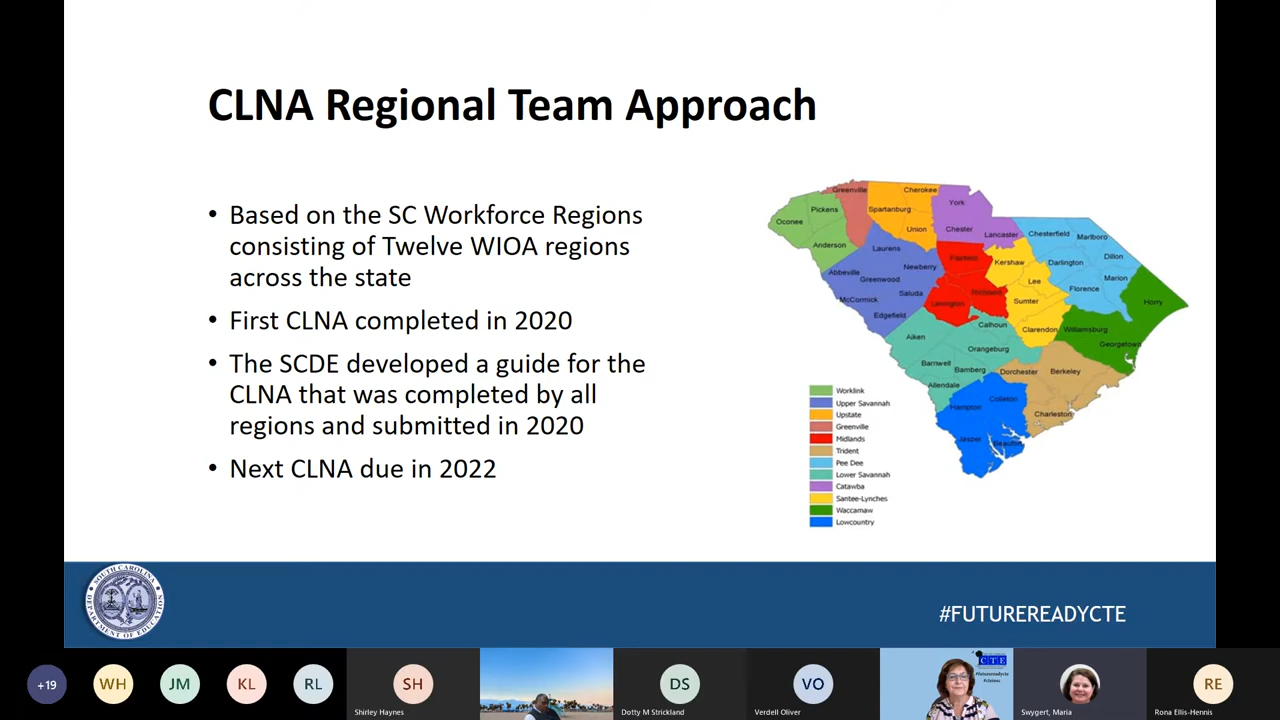 CLNA Regional Team Approach
• Based on the SC Workforce Regions
consisting of Twelve WIOA regions
across the state
• First CLNA completed in 2020
• The SCDE developed a guide for the
CLNA that was completed by all
regions and submitted in 2020
• Next CLNA due in 2022
Greenville
Cherokee
Pickens
Spartanburg
York
Oconee
Union
Chester
Lancaster
Chesterfield
Marlboro
Anderson
Laurens
Fairfield
Kershaw
Darlington
Dillon
Abbeville
Greenwood
Newberry
Lee
Marion
McCormick
Saluda
Lexington
Richland
Sumter
Florence
Horry
Edgefield
Calhoun
Clarendon
Williamsburg
Aiken
Orangeburg
Georgetown
Barnwell
Bamberg
Dorchester
Berkeley
Allendale
Hampton
Colleton
Charleston
Jasper
Beaufort
Worklink
Upper Savannah
Upstate
Greenville
Midlands
Trident
Pee Dee
Lower Savannah
Catawba
Santee-Lynches
Waccamaw
Lowcountry
SOUTH CAROLINA
DEPARTMENT OF EDUCATION
#FUTUREREADYCTE
+19
WH
JM
KL
RL
SH
Shirley Haynes
DS
Dotty M Strickland
VO
Verdell Oliver
CTE
#futurereadycte
Swygert, Maria
RE
Rona Ellis-Hennis